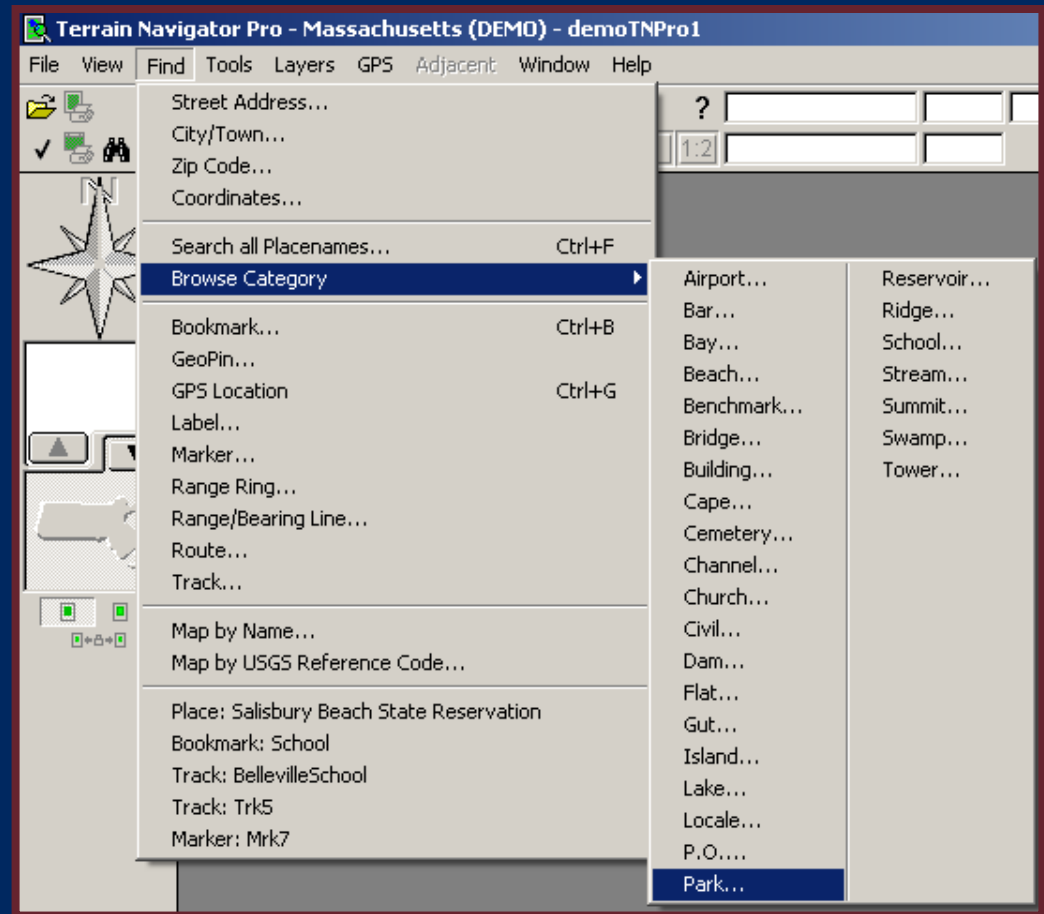 Terrain Navigator Pro - Massachusetts (DEMO) - demoTNPro1
File View Find Tools Layers GPS Adjacent Window Help
?
1:2
N
Street Address...
City/Town...
Zip Code...
Coordinates...
Search all Placenames... Ctrl+F
Browse Category
Bookmark... Ctrl+B
GeoPin...
GPS Location Ctrl+G
Label...
Marker...
Range Ring...
Range/Bearing Line...
Route...
Track...
Map by Name...
Map by USGS Reference Code...
Place: Salisbury Beach State Reservation
Bookmark: School
Track: BellevilleSchool
Track: Trk5
Marker: Mrk7
Airport...
Bar...
Bay...
Beach...
Benchmark...
Bridge...
Building...
Cape...
Cemetery...
Channel...
Church...
Civil...
Dam...
Flat...
Gut...
Island...
Lake...
Locale...
P.O....
Park...
Reservoir...
Ridge...
School...
Stream...
Summit...
Swamp...
Tower...